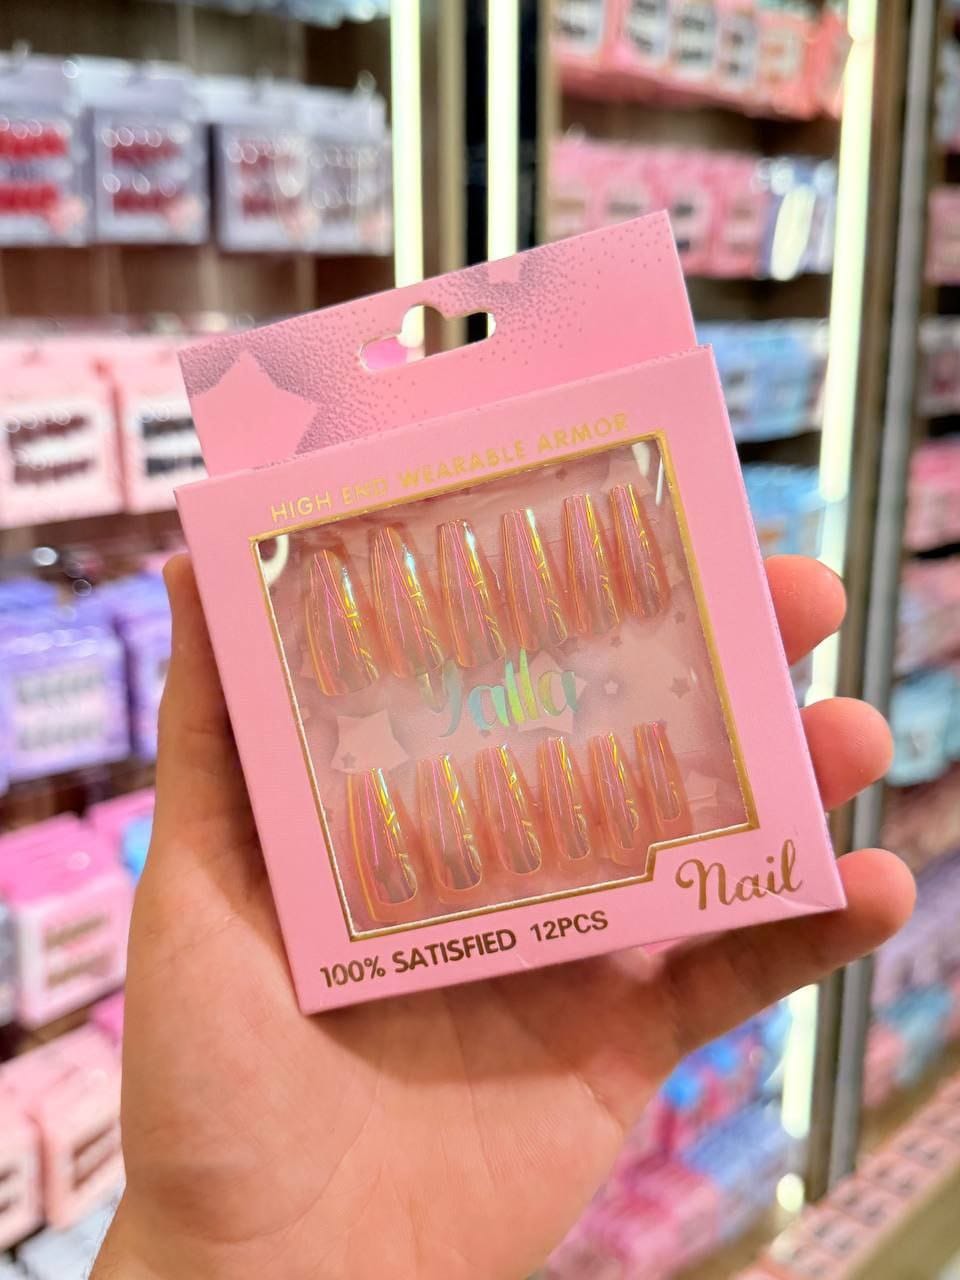 HIGH END WEARABLE ARMOR
Yalla
Nail
100% SATISFIED 12PCS